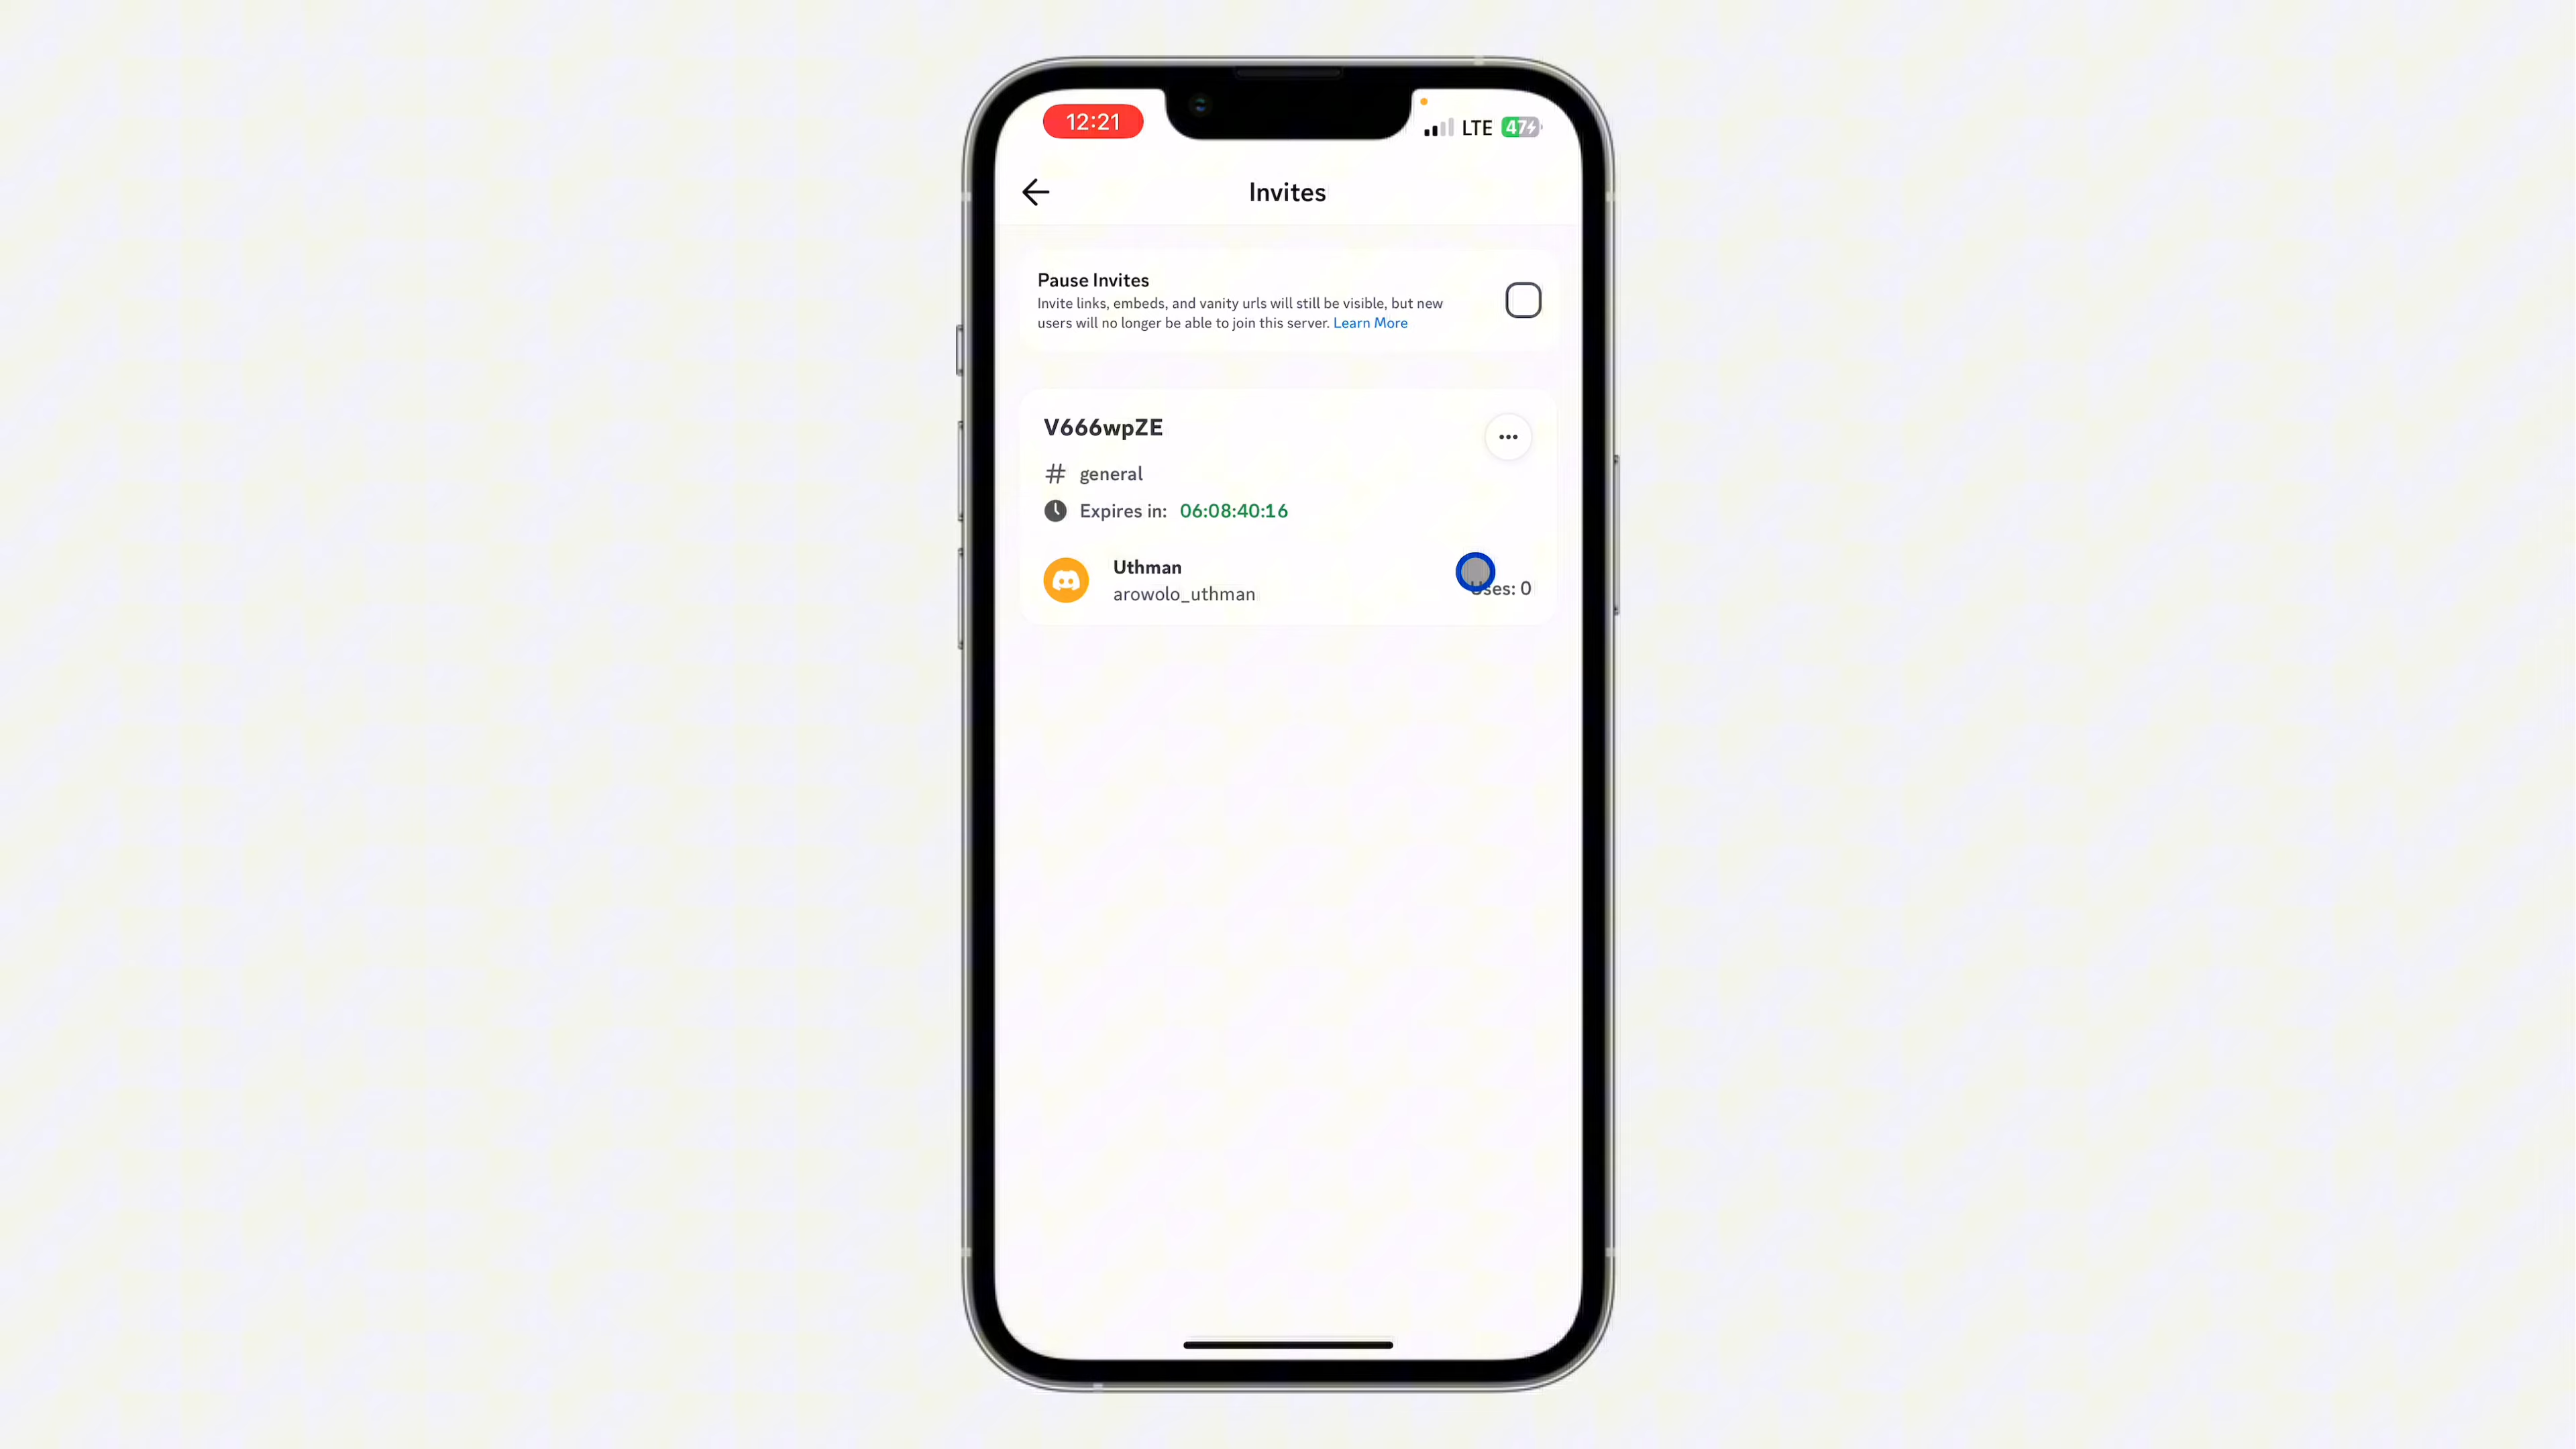 12:21
LTE 47
Invites
Pause Invites
Invite links, embeds, and vanity urls will still be visible, but new
users will no longer be able to join this server. Learn More
V666wpZE
# general
Expires in: 06:08:40:16
Uthman
arowolo_uthman
Uses: 0